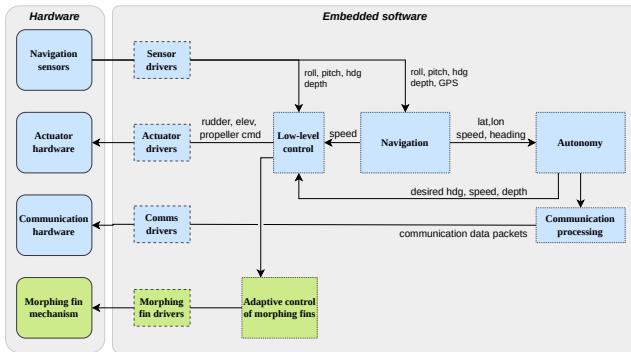 Hardware
Embedded software
Navigation
sensors
Sensor
drivers
roll, pitch, hdg
depth
roll, pitch, hdg
depth, GPS
Actuator
hardware
Actuator
drivers
rudder, elev,
propeller cmd
Low-level
control
speed
Navigation
lat,lon
speed, heading
Autonomy
desired hdg, speed, depth
Communication
hardware
Comms
drivers
communication data packets
Communication
processing
Morphing fin
mechanism
Morphing
fin drivers
Adaptive control
of morphing fins